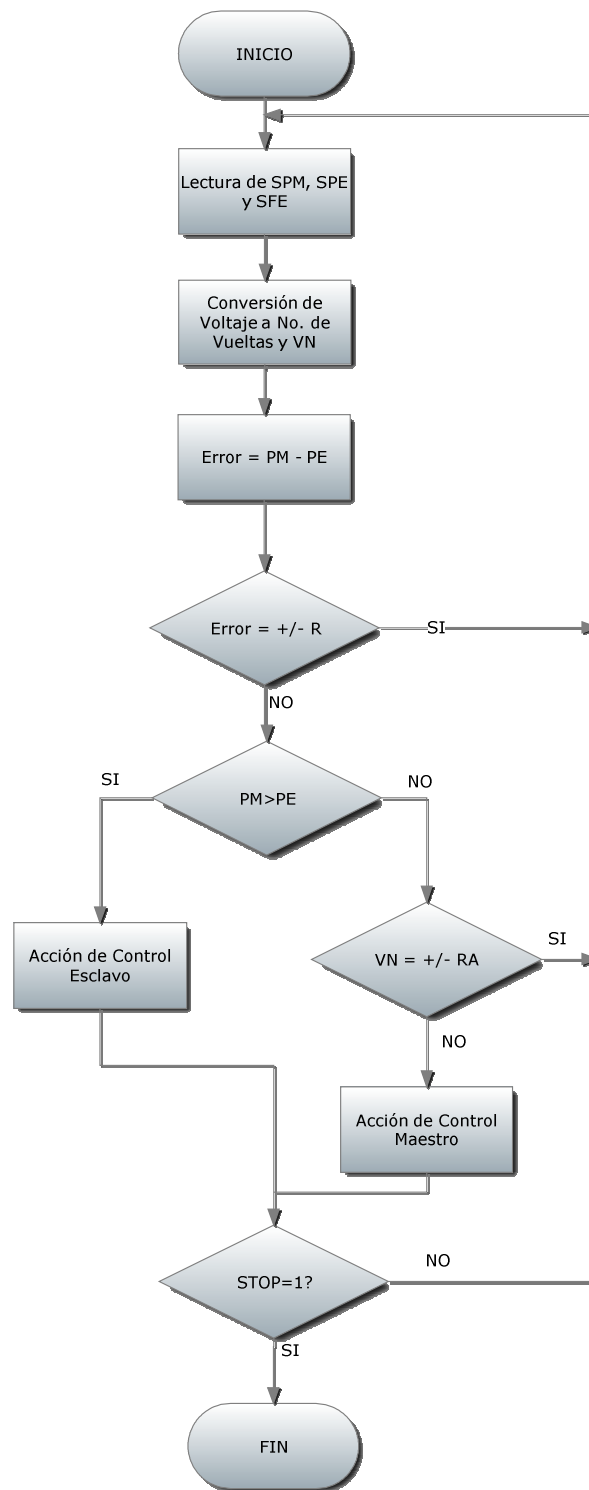 INICIO
Lectura de SPM, SPE
y SFE
Conversión de
Voltaje a No. de
Vueltas y VN
Error = PM - PE
Error = +/- R
SI
NO
SI
PM>PE
NO
Acción de Control
Esclavo
VN = +/- RA
SI
NO
Acción de Control
Maestro
STOP=1?
NO
SI
FIN